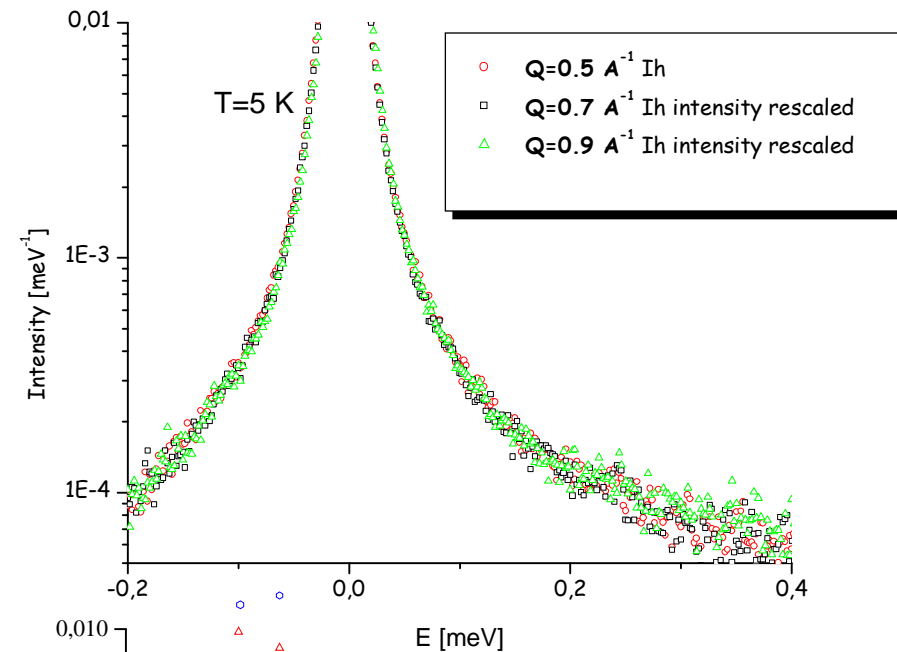 0,01
T=5 K
Q=0.5 A⁻¹ Ih
Q=0.7 A⁻¹ Ih intensity rescaled
Q=0.9 A⁻¹ Ih intensity rescaled
Intensity [meV⁻¹]
1E-3
1E-4
-0,2 0,0 0,2 0,4
E [meV]
0,010